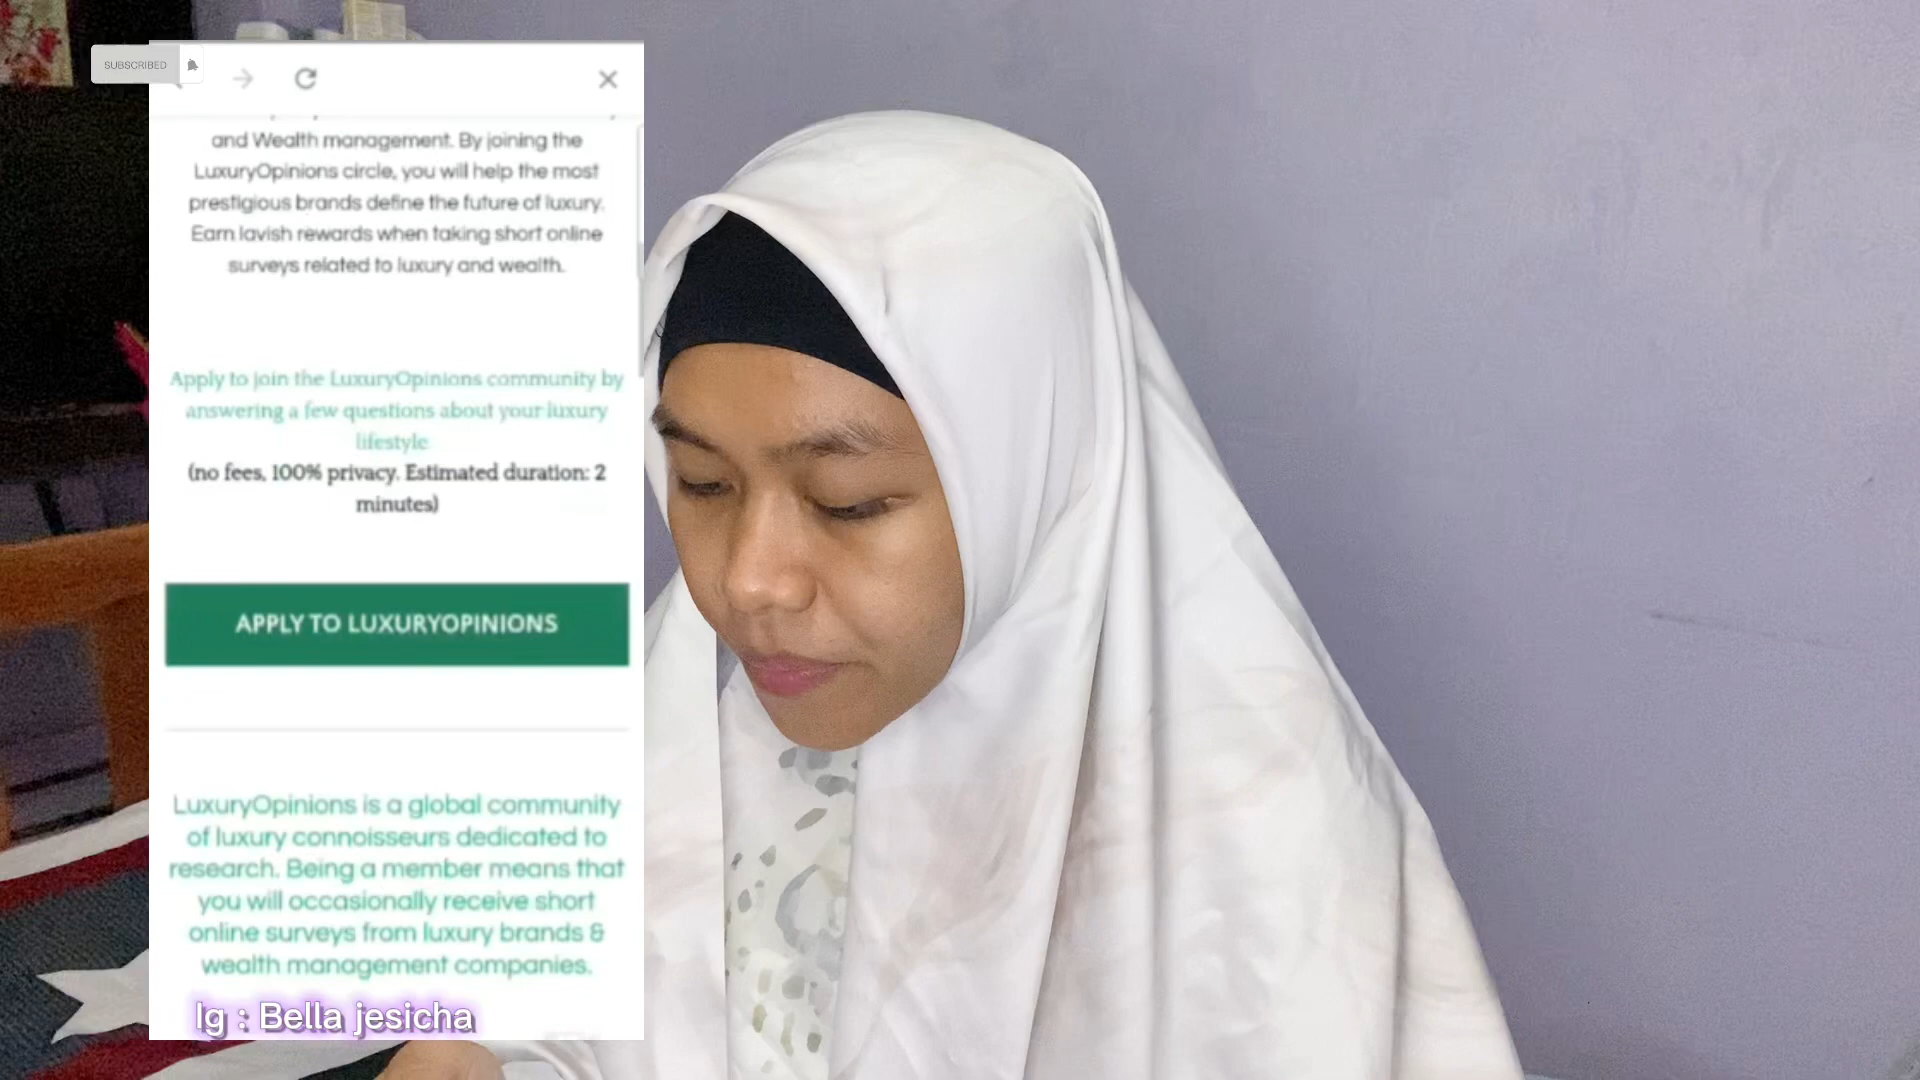 SUBSCRIBED
and Wealth management. By joining the
LuxuryOpinions circle, you will help the most
prestigious brands define the future of luxury.
Earn lavish rewards when taking short online
surveys related to luxury and wealth.
Apply to join the LuxuryOpinions community by
answering a few questions about your luxury
lifestyle
(no fees, 100% privacy. Estimated duration: 2
minutes)
APPLY TO LUXURYOPINIONS
LuxuryOpinions is a global community
of luxury connoisseurs dedicated to
research. Being a member means that
you will occasionally receive short
online surveys from luxury brands &
wealth management companies.
Ig : Bella jesicha